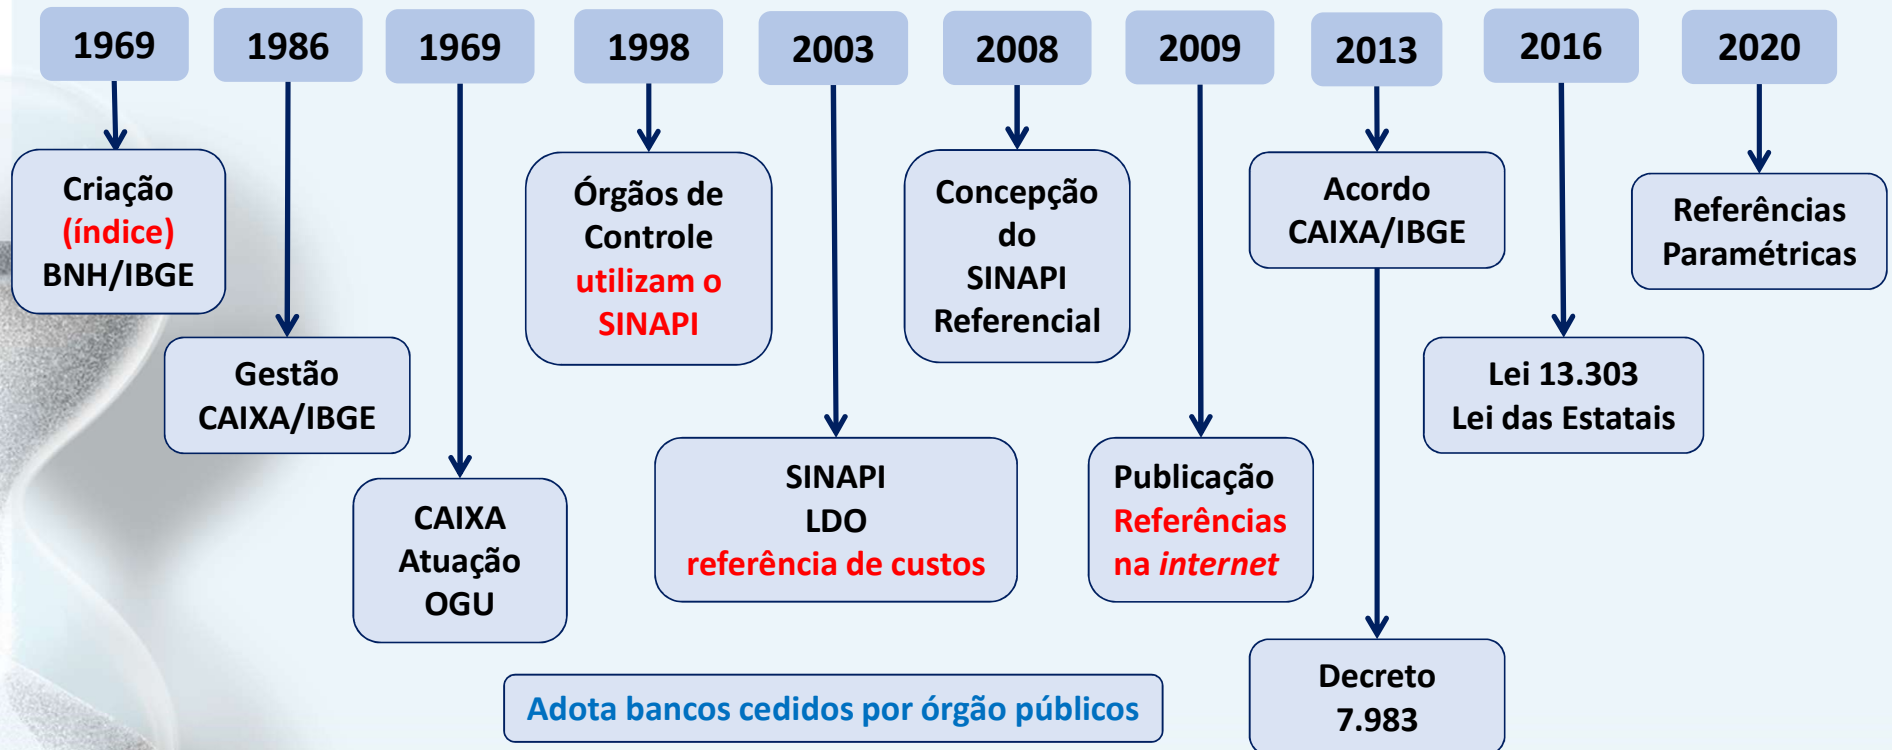 1969
1986
1969
1998
2003
2008
2009
2013
2016
2020
Criação
(índice)
BNH/IBGE
Gestão
CAIXA/IBGE
CAIXA
Atuação
OGU
Órgãos de
Controle
utilizam o
SINAPI
SINAPI
LDO
referência de custos
Concepção
do
SINAPI
Referencial
Publicação
Referências
na internet
Acordo
CAIXA/IBGE
Decreto
7.983
Lei 13.303
Lei das Estatais
Referências
Paramétricas
Adota bancos cedidos por órgão públicos